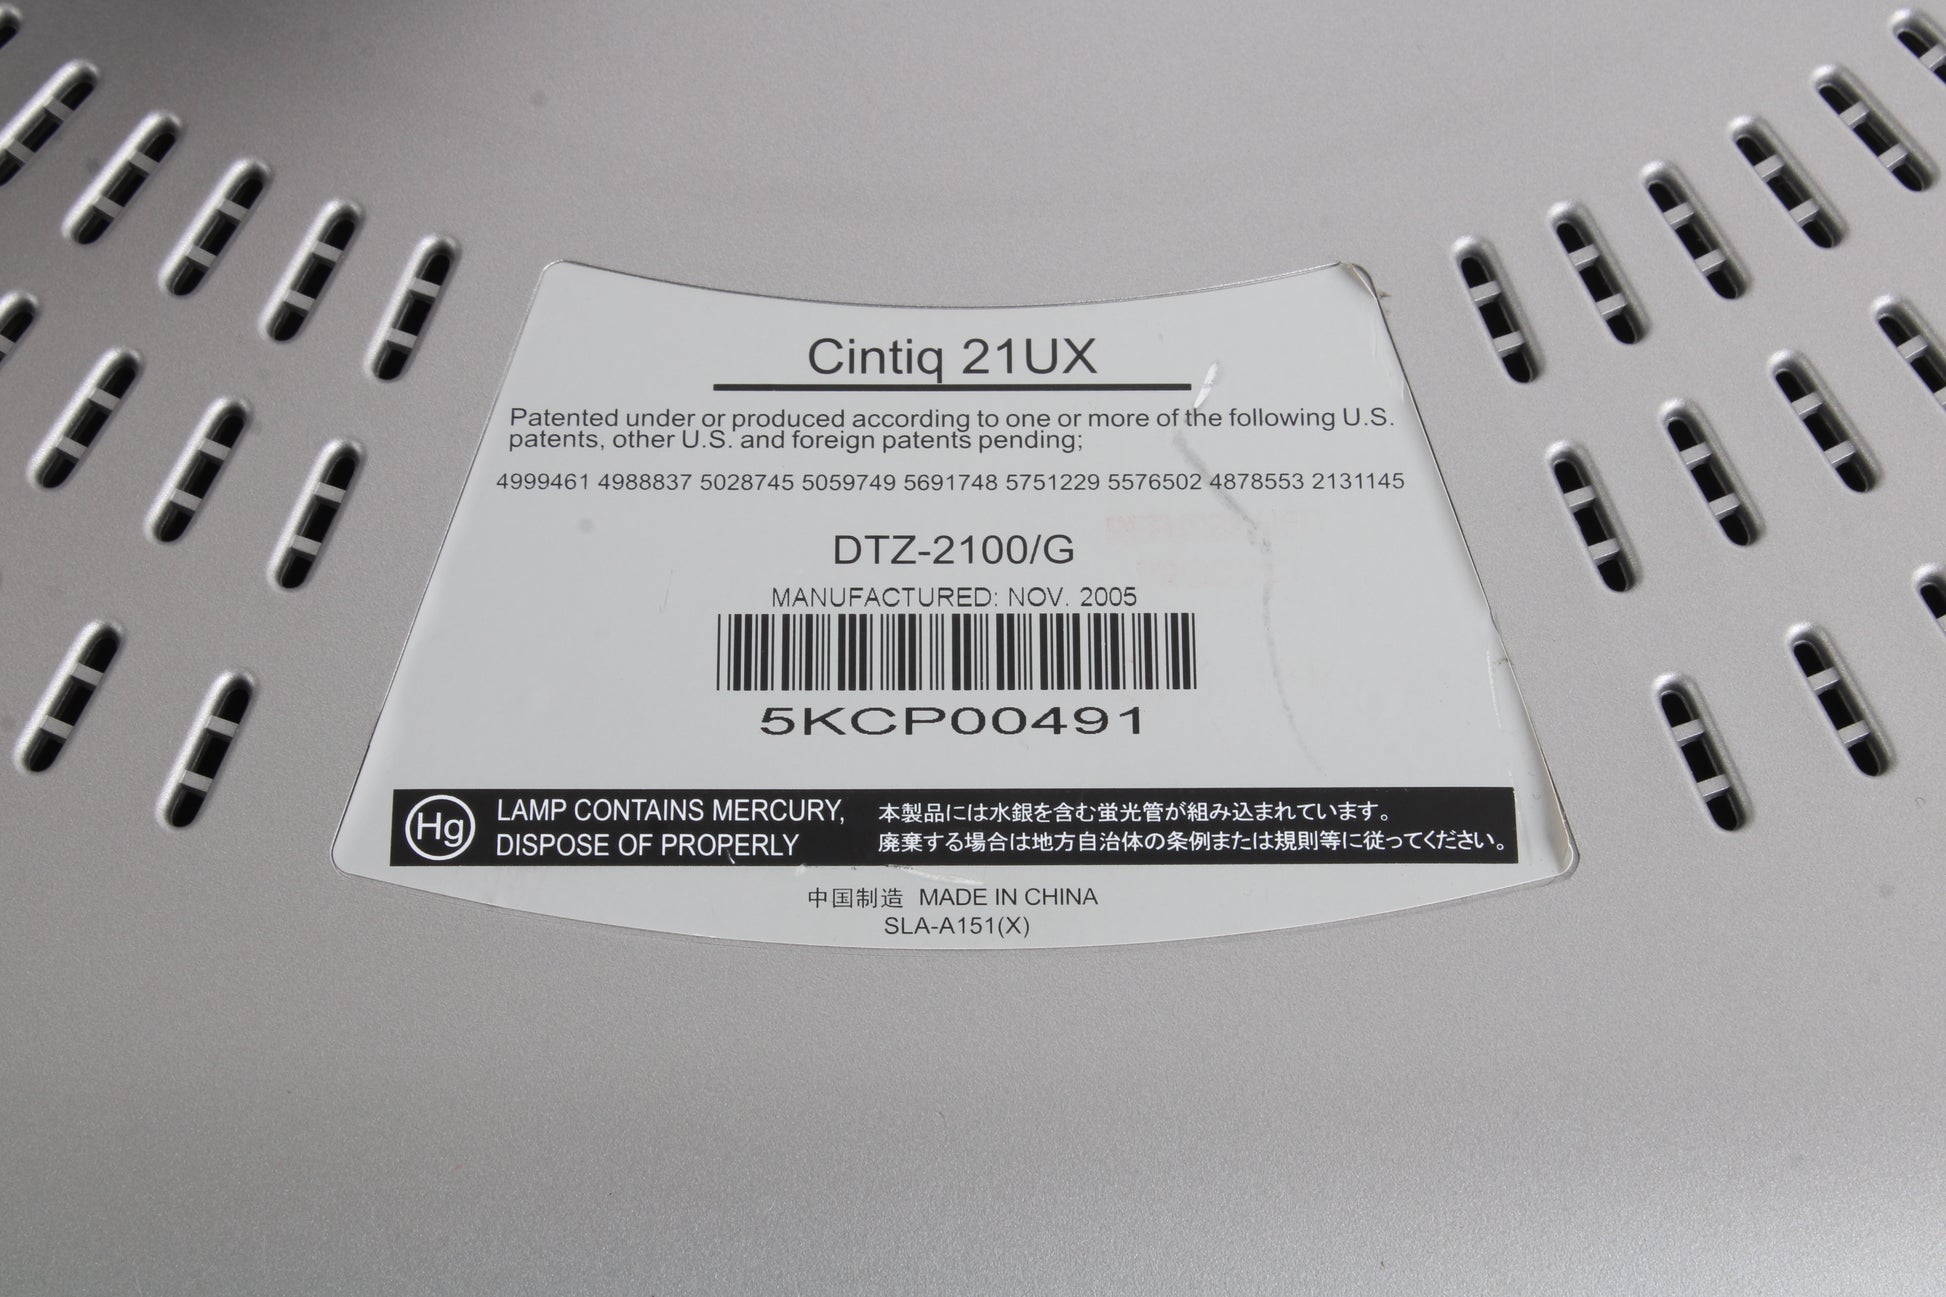 Cintiq 21UX
Patented under or produced according to one or more of the following U.S.
patents, other U.S. and foreign patents pending;
4999461 4988837 5028745 5059749 5691748 5751229 5576502 4878553 2131145
DTZ-2100/G
MANUFACTURED: NOV. 2005
5KCP00491
Hg
LAMP CONTAINS MERCURY,
DISPOSE OF PROPERLY
本製品には水銀を含む蛍光管が組み込まれています。
廃棄する場合は地方自治体の条例または規則等に従ってください。
中国制造 MADE IN CHINA
SLA-A151(X)